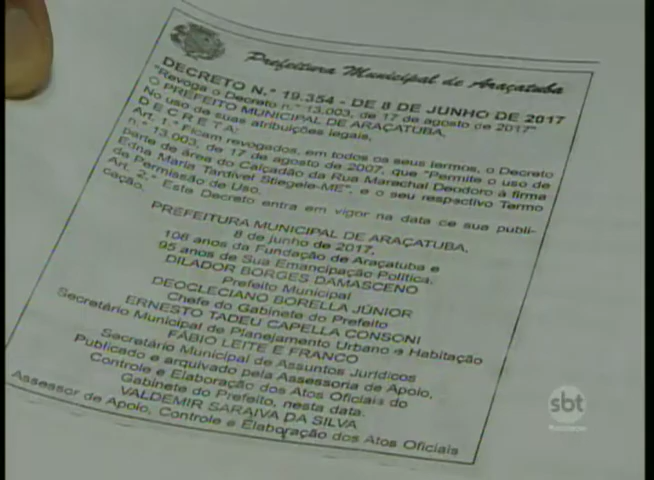 Prefeitura Municipal de Araçatuba
DECRETO N.° 19.354 - DE 8 DE JUNHO DE 2017
"Revoga o Decreto n.° 13.003, de 17 de agosto de 2017"
O PREFEITO MUNICIPAL DE ARAÇATUBA,
No uso de suas atribuições legais,
D E C R E T A:
Art. 1.° Ficam revogados, em todos os seus termos, o Decreto
n.° 13.003, de 17 de agosto de 2007, que "Permite o uso de
parte de área do Calçadão da Rua Marechal Deodoro à firma
Edna Maria Tardivel Stiegele-ME", e o seu respectivo Termo
de Permissão de Uso.
Art. 2.° Este Decreto entra em vigor na data de sua publi-
cação.
PREFEITURA MUNICIPAL DE ARAÇATUBA,
8 de junho de 2017,
108 anos da Fundação de Araçatuba e
95 anos de Sua Emancipação Política.
DILADOR BORGES DAMASCENO
Prefeito Municipal
DEOCLECIANO BORELLA JÚNIOR
Chefe do Gabinete do Prefeito
ERNESTO TADEU CAPELLA CONSONI
Secretário Municipal de Planejamento Urbano e Habitação
FÁBIO LEITE E FRANCO
Secretário Municipal de Assuntos Jurídicos
Publicado e arquivado pela Assessoria de Apoio,
Controle e Elaboração dos Atos Oficiais do
Gabinete do Prefeito, nesta data.
VALDEMIR SARAIVA DA SILVA
Assessor de Apoio, Controle e Elaboração dos Atos Oficiais
sbt